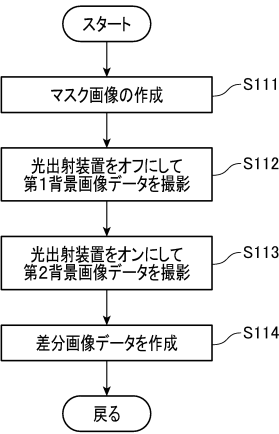 スタート
マスク画像の作成
S111
光出射装置をオフにして
第1背景画像データを撮影
S112
光出射装置をオンにして
第2背景画像データを撮影
S113
差分画像データを作成
S114
戻る